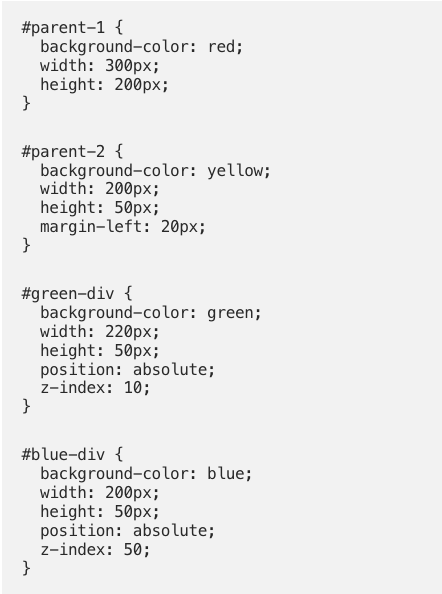 #parent-1 {
  background-color: red;
  width: 300px;
  height: 200px;
}

#parent-2 {
  background-color: yellow;
  width: 200px;
  height: 50px;
  margin-left: 20px;
}

#green-div {
  background-color: green;
  width: 220px;
  height: 50px;
  position: absolute;
  z-index: 10;
}

#blue-div {
  background-color: blue;
  width: 200px;
  height: 50px;
  position: absolute;
  z-index: 50;
}